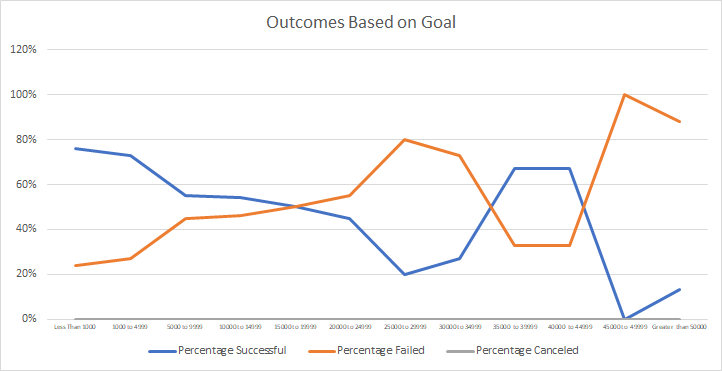 Outcomes Based on Goal
120%
100%
80%
60%
40%
20%
0%
Less Than 1000 1000 to 4999 5000 to 9999 10000 to 14999 15000 to 19999 20000 to 24999 25000 to 29999 30000 to 34999 35000 to 39999 40000 to 44999 45000 to 49999 Greater than 50000
Percentage Successful Percentage Failed Percentage Canceled